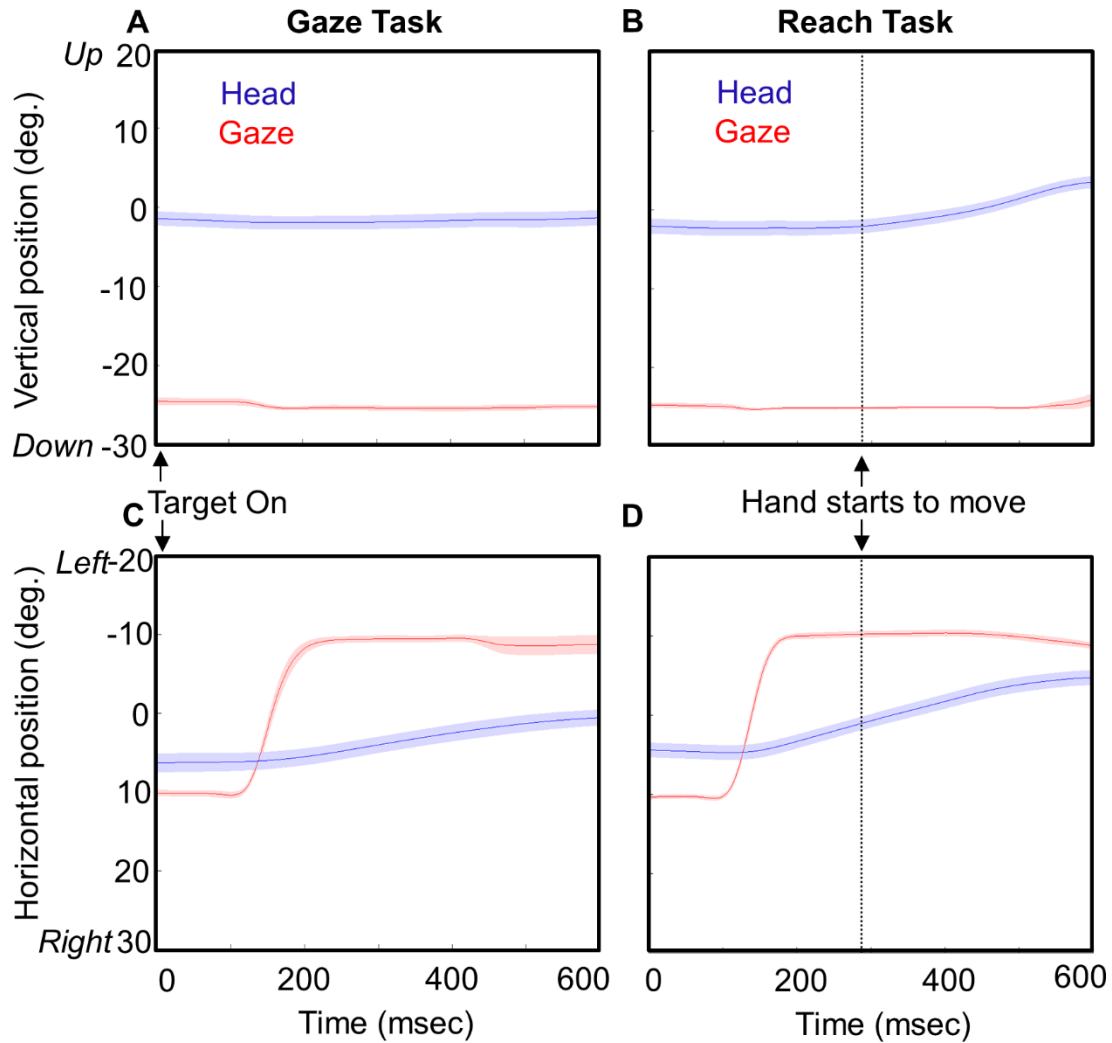 A Gaze Task
B Reach Task
Up
20
10
0
-10
-20
Down -30
Vertical position (deg.)
Head
Gaze
Head
Gaze
Target On
Hand starts to move
C
D
Left-20
-10
0
10
20
Right 30
Horizontal position (deg.)
0 200 400 600
0 200 400 600
Time (msec)
Time (msec)